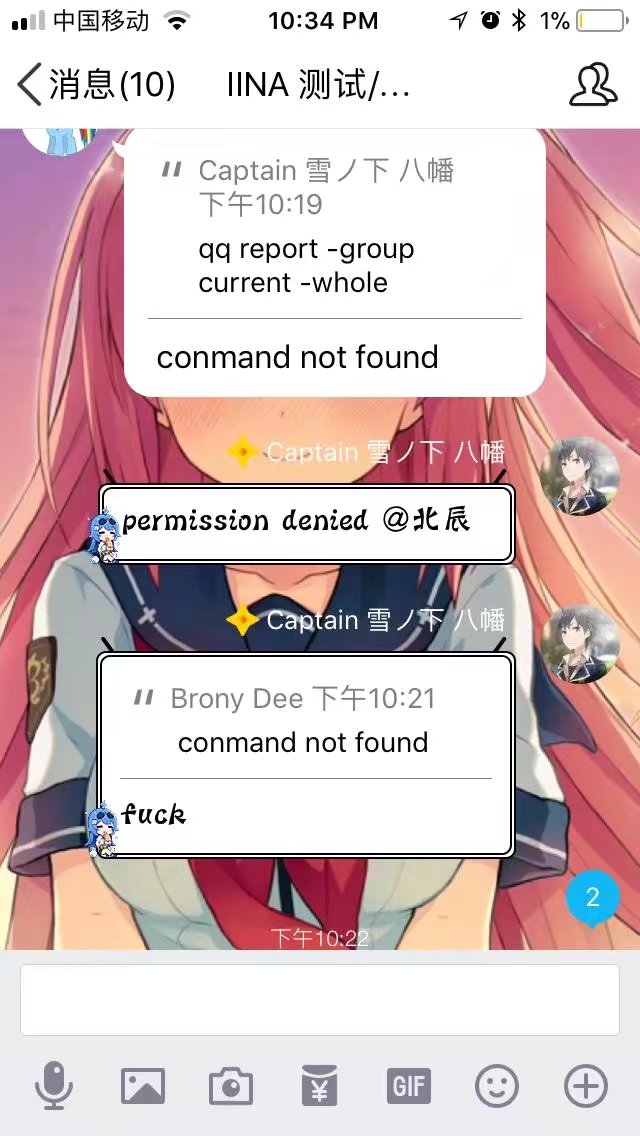 中国移动 10:34 PM 1%
消息(10) IINA 测试/...
Captain 雪ノ下 八幡
下午10:19
qq report -group
current -whole
conmand not found
Captain 雪ノ下 八幡
permission denied @北辰
Captain 雪ノ下 八幡
Brony Dee 下午10:21
conmand not found
fuck
2
下午10:22
¥
GIF